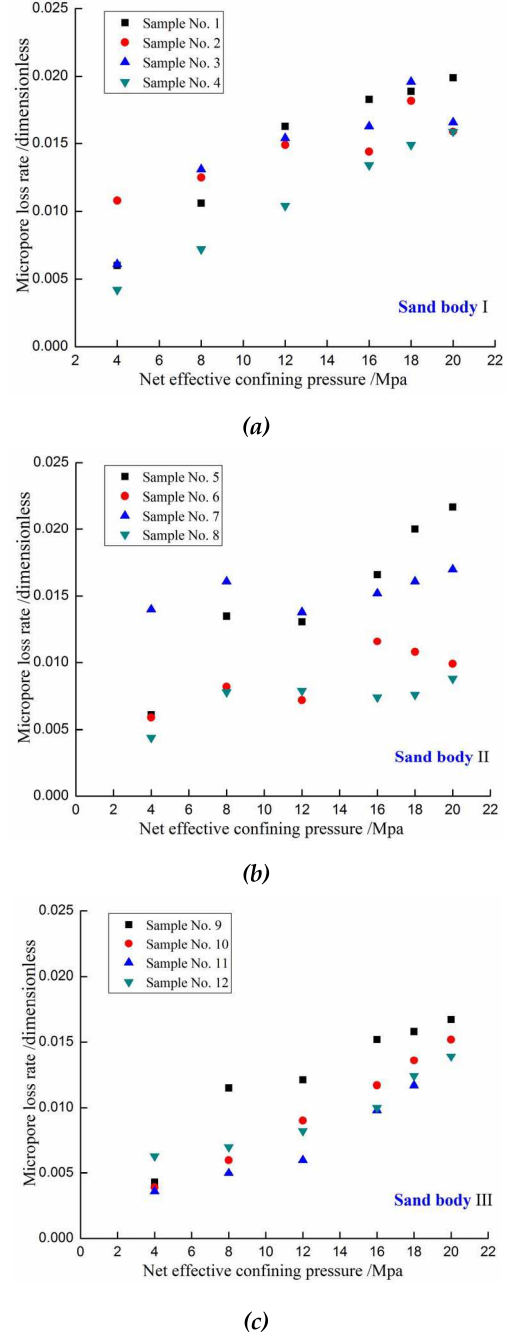 0.025
0.020
0.015
0.010
0.005
0.000
Micropore loss rate /dimensionless
Sample No. 1
Sample No. 2
Sample No. 3
Sample No. 4
Sand body I
2 4 6 8 10 12 14 16 18 20 22
Net effective confining pressure /Mpa
(a)
0.025
0.020
0.015
0.010
0.005
0.000
Micropore loss rate /dimensionless
Sample No. 5
Sample No. 6
Sample No. 7
Sample No. 8
Sand body II
0 2 4 6 8 10 12 14 16 18 20 22
Net effective confining pressure /Mpa
(b)
0.025
0.020
0.015
0.010
0.005
0.000
Micropore loss rate /dimensionless
Sample No. 9
Sample No. 10
Sample No. 11
Sample No. 12
Sand body III
0 2 4 6 8 10 12 14 16 18 20 22
Net effective confining pressure /Mpa
(c)